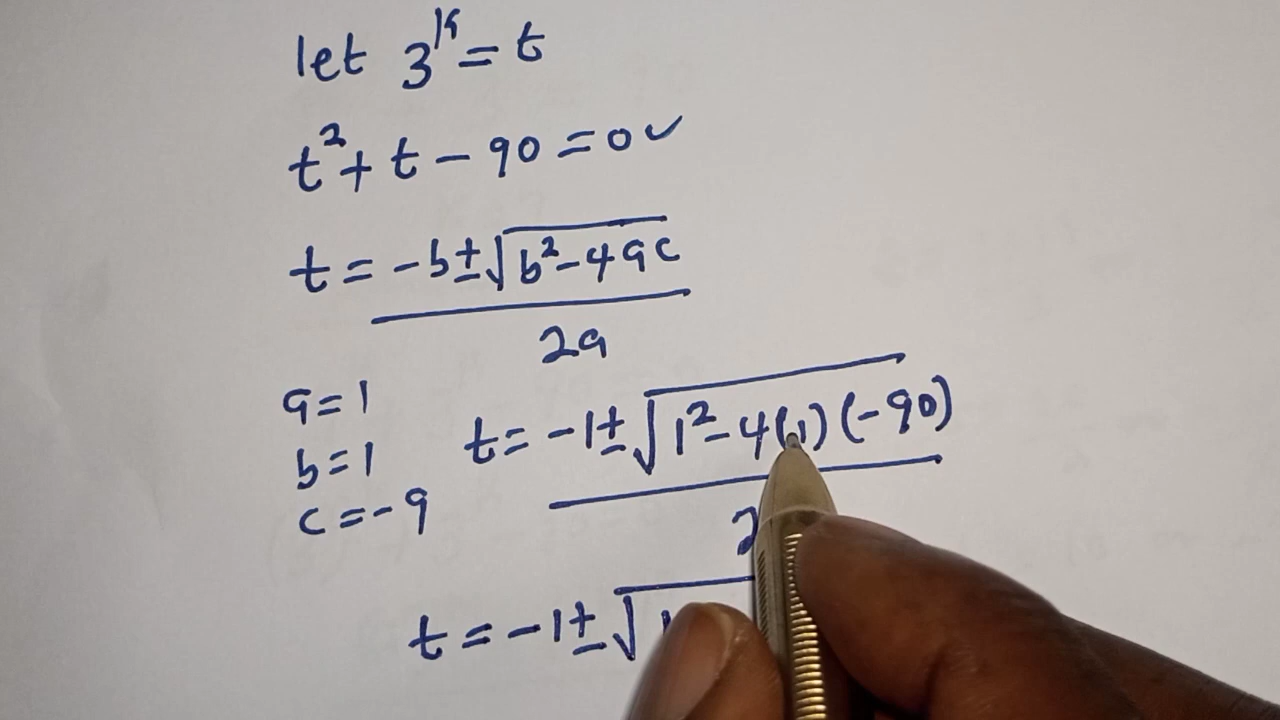 let 3^k = t
t² + t - 90 = 0 ✓
t = -b ± √b² - 4ac
2a
a = 1
b = 1
c = -9
t = -1 ± √1² - 4(1)(-90)
2
t = -1 ± √1